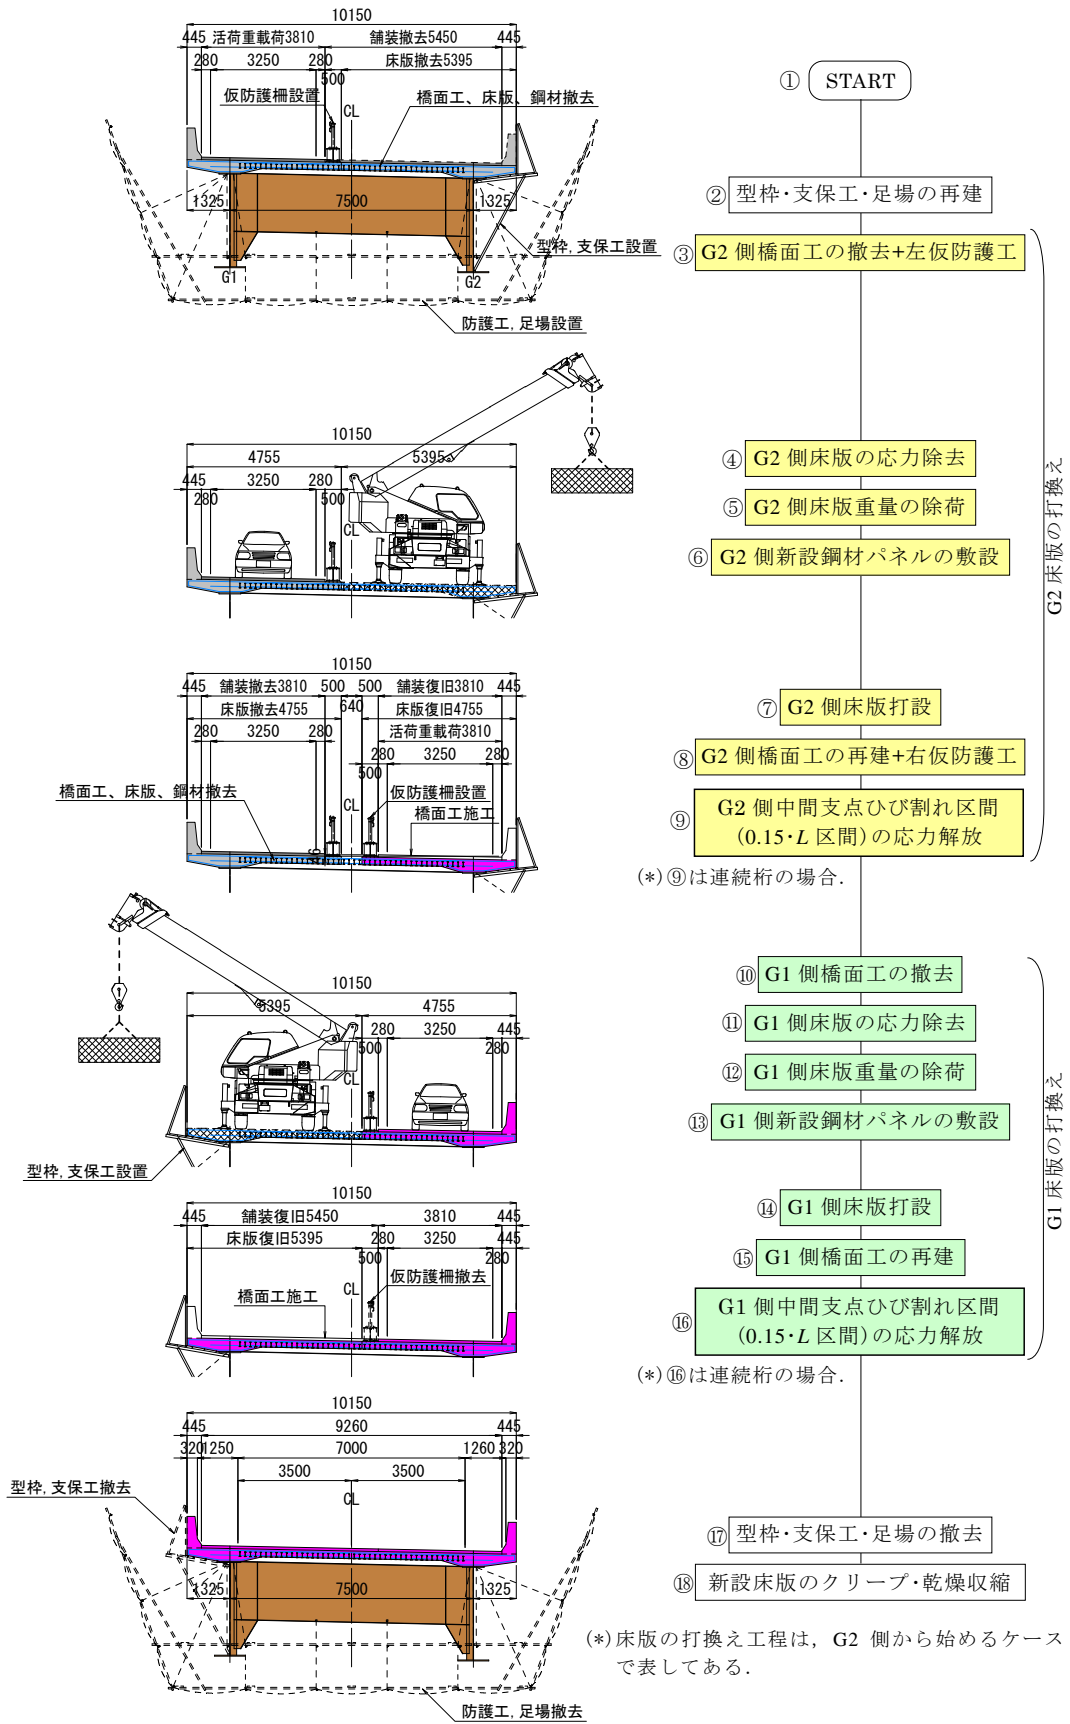 10150
445 活荷重載荷3810 舗装撤去5450 445
280 3250 280 床版撤去5395
500
仮防護柵設置
CL
橋面工、床版、鋼材撤去
1325 7500 1325
型枠,支保工設置
G1
G2
防護工,足場設置
10150
4755 5395
445 3250 280
280 500
CL
10150
445 舗装撤去3810 500 500 舗装復旧3810 445
床版撤去4755 640 床版復旧4755
280 3250 280 活荷重載荷3810
280 3250 280
500
橋面工、床版、鋼材撤去
CL
仮防護柵設置
橋面工施工
10150
5395 4755
280 3250 445
500 280
CL
型枠,支保工設置
10150
445 舗装復旧5450 3810 445
床版復旧5395 280 3250 445
500 280
CL
仮防護柵撤去
橋面工施工
10150
445 9260 445
320 1250 7000 1260 320
3500 3500
CL
型枠,支保工撤去
1325 7500 1325
防護工,足場撤去
① START
② 型枠・支保工・足場の再建
③ G2 側橋面工の撤去+左仮防護工
④ G2 側床版の応力除去
⑤ G2 側床版重量の除荷
⑥ G2 側新設鋼材パネルの敷設
⑦ G2 側床版打設
⑧ G2 側橋面工の再建+右仮防護工
⑨ G2 側中間支点ひび割れ区間
(0.15・L 区間)の応力解放
(*)⑨は連続桁の場合.
G2 床版の打換え
⑩ G1 側橋面工の撤去
⑪ G1 側床版の応力除去
⑫ G1 側床版重量の除荷
⑬ G1 側新設鋼材パネルの敷設
⑭ G1 側床版打設
⑮ G1 側橋面工の再建
⑯ G1 側中間支点ひび割れ区間
(0.15・L 区間)の応力解放
(*)⑯は連続桁の場合.
G1 床版の打換え
⑰ 型枠・支保工・足場の撤去
⑱ 新設床版のクリープ・乾燥収縮
(*)床版の打換え工程は, G2 側から始めるケース
で表してある.